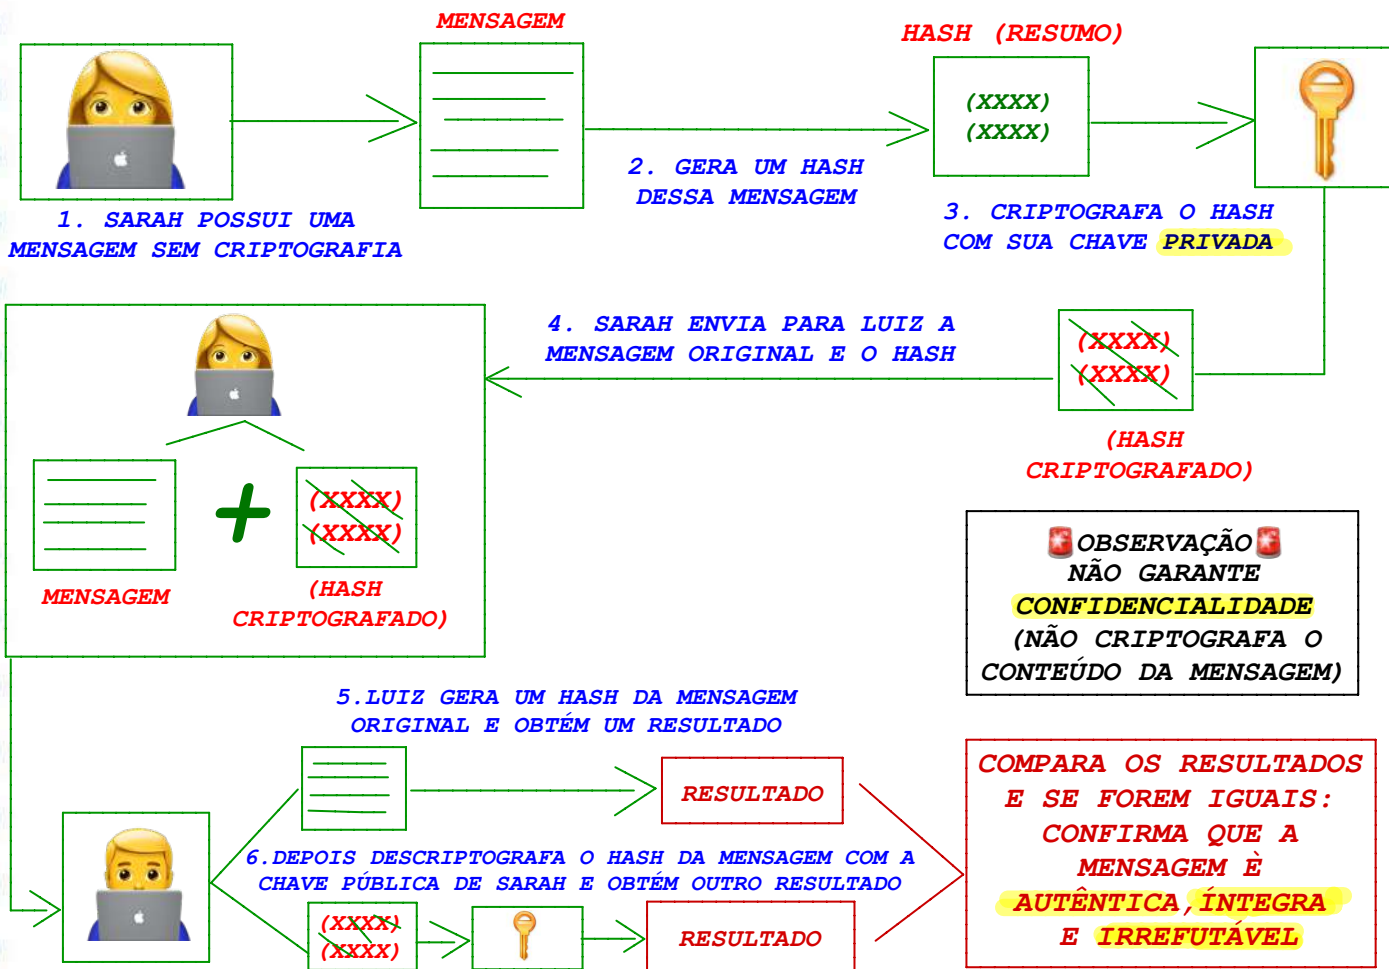 MENSAGEM
HASH (RESUMO)
(XXXX)
(XXXX)
1. SARAH POSSUI UMA
MENSAGEM SEM CRIPTOGRAFIA
2. GERA UM HASH
DESSA MENSAGEM
3. CRIPTOGRAFA O HASH
COM SUA CHAVE PRIVADA
4. SARAH ENVIA PARA LUIZ A
MENSAGEM ORIGINAL E O HASH
(XXXX)
(XXXX)
(HASH
CRIPTOGRAFADO)
+
(XXXX)
(XXXX)
MENSAGEM
(HASH
CRIPTOGRAFADO)
OBSERVAÇÃO
NÃO GARANTE
CONFIDENCIALIDADE
(NÃO CRIPTOGRAFA O
CONTEÚDO DA MENSAGEM)
5.LUIZ GERA UM HASH DA MENSAGEM
ORIGINAL E OBTÉM UM RESULTADO
RESULTADO
6.DEPOIS DESCRIPTOGRAFA O HASH DA MENSAGEM COM A
CHAVE PÚBLICA DE SARAH E OBTÉM OUTRO RESULTADO
(XXXX)
(XXXX)
RESULTADO
COMPARA OS RESULTADOS
E SE FOREM IGUAIS:
CONFIRMA QUE A
MENSAGEM È
AUTÊNTICA,ÍNTEGRA
E IRREFUTÁVEL